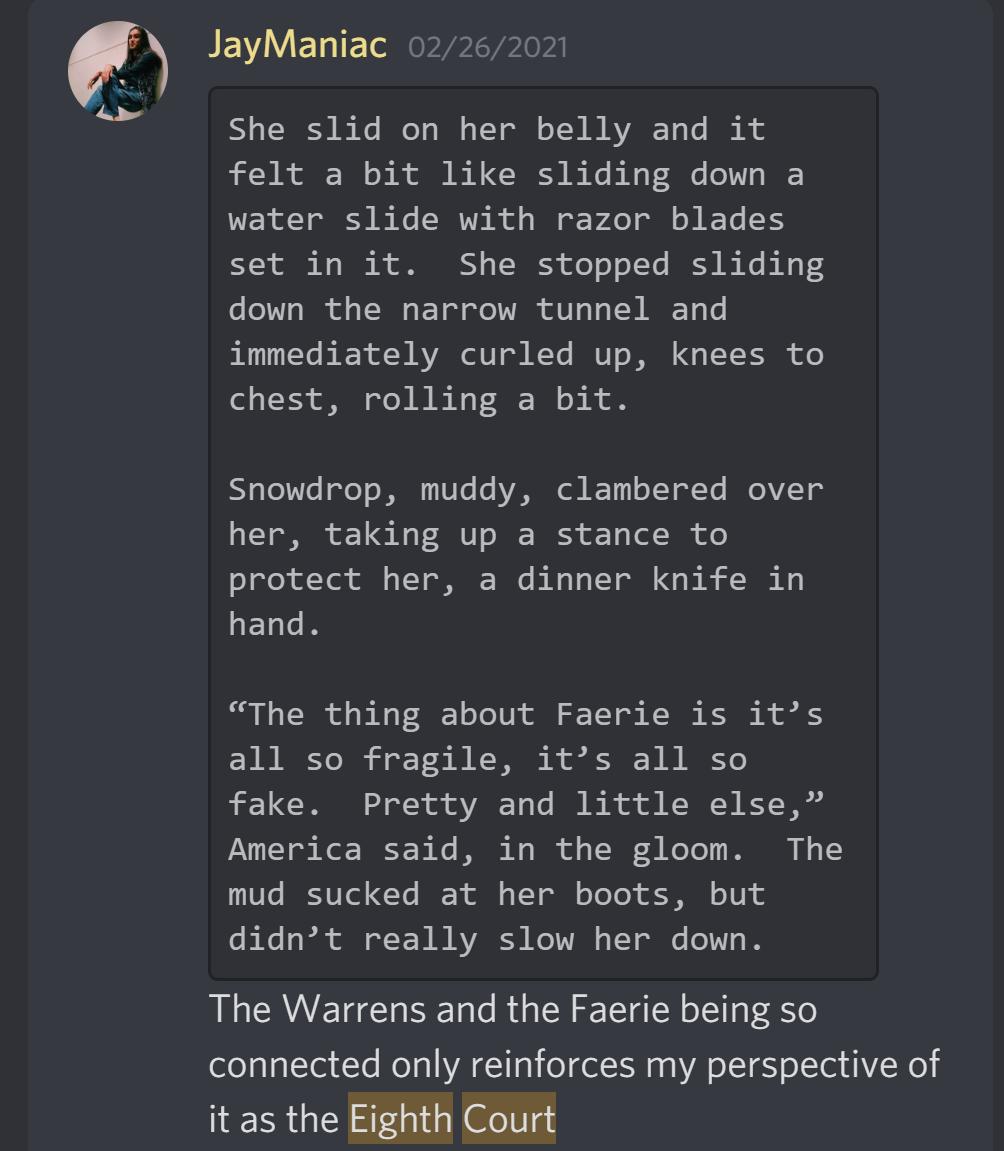 JayManiac 02/26/2021
She slid on her belly and it
felt a bit like sliding down a
water slide with razor blades
set in it.  She stopped sliding
down the narrow tunnel and
immediately curled up, knees to
chest, rolling a bit.
Snowdrop, muddy, clambered over
her, taking up a stance to
protect her, a dinner knife in
hand.
“The thing about Faerie is it’s
all so fragile, it’s all so
fake.  Pretty and little else,”
America said, in the gloom.  The
mud sucked at her boots, but
didn’t really slow her down.
The Warrens and the Faerie being so
connected only reinforces my perspective of
it as the Eighth Court